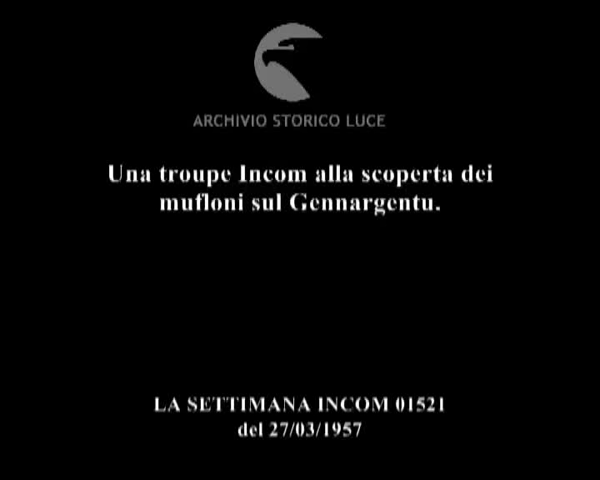 ARCHIVIO STORICO LUCE
Una troupe Incom alla scoperta dei
mufloni sul Gennargentu.
LA SETTIMANA INCOM 01521
del 27/03/1957